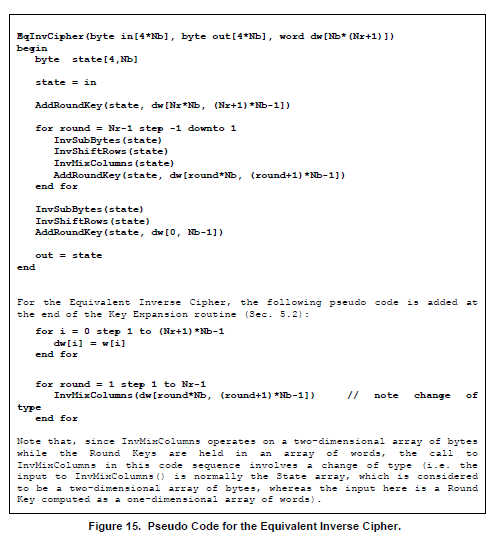 EqInvCipher(byte in[4*Nb], byte out[4*Nb], word dw[Nb*(Nr+1)])
begin
byte state[4,Nb]
state = in
AddRoundKey(state, dw[Nr*Nb, (Nr+1)*Nb-1])
for round = Nr-1 step -1 downto 1
InvSubBytes(state)
InvShiftRows(state)
InvMixColumns(state)
AddRoundKey(state, dw[round*Nb, (round+1)*Nb-1])
end for
InvSubBytes(state)
InvShiftRows(state)
AddRoundKey(state, dw[0, Nb-1])
out = state
end
For the Equivalent Inverse Cipher, the following pseudo code is added at
the end of the Key Expansion routine (Sec. 5.2):
for i = 0 step 1 to (Nr+1)*Nb-1
dw[i] = w[i]
end for
for round = 1 step 1 to Nr-1
InvMixColumns(dw[round*Nb, (round+1)*Nb-1]) // note change of
type
end for
Note that, since InvMixColumns operates on a two-dimensional array of bytes
while the Round Keys are held in an array of words, the call to
InvMixColumns in this code sequence involves a change of type (i.e. the
input to InvMixColumns() is normally the State array, which is considered
to be a two-dimensional array of bytes, whereas the input here is a Round
Key computed as a one-dimensional array of words).
Figure 15. Pseudo Code for the Equivalent Inverse Cipher.